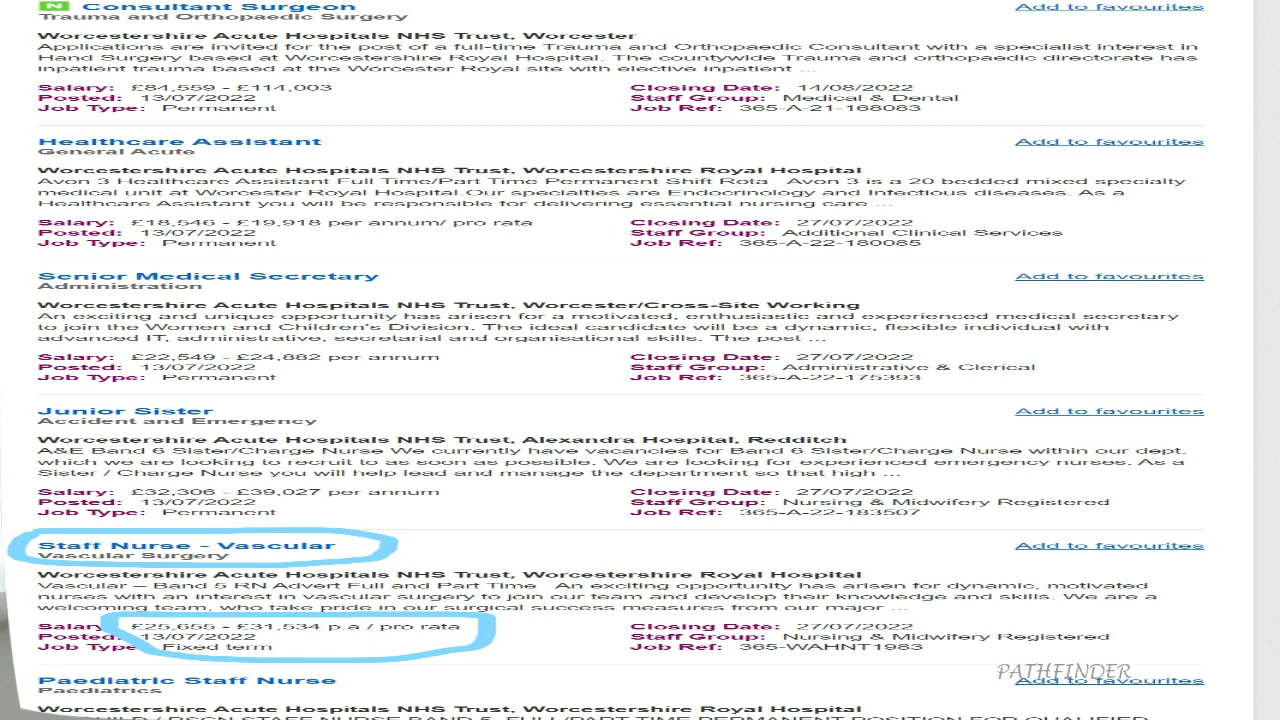 N Consultant Surgeon Add to favourites
Trauma and Orthopaedic Surgery
Worcestershire Acute Hospitals NHS Trust, Worcester
Applications are invited for the post of a full-time Trauma and Orthopaedic Consultant with a specialist interest in
Hand Surgery based at Worcestershire Royal Hospital. The countywide Trauma and orthopaedic directorate has
inpatient trauma based at the Worcester Royal site with elective inpatient ...
Salary: £84,559 - £114,003 Closing Date: 14/08/2022
Posted: 13/07/2022 Staff Group: Medical & Dental
Job Type: Permanent Job Ref: 365-A-21-168083
Healthcare Assistant Add to favourites
General Acute
Worcestershire Acute Hospitals NHS Trust, Worcestershire Royal Hospital
Avon 3 Healthcare Assistant Full Time/Part Time Permanent Shift Rota Avon 3 is a 20 bedded mixed specialty
medical unit at Worcester Royal Hospital.Our specialties are Endocrinology and Infectious diseases. As a
Healthcare Assistant you will be responsible for delivering essential nursing care ...
Salary: £18,546 - £19,918 per annum/ pro rata Closing Date: 27/07/2022
Posted: 13/07/2022 Staff Group: Additional Clinical Services
Job Type: Permanent Job Ref: 365-A-22-180085
Senior Medical Secretary Add to favourites
Administration
Worcestershire Acute Hospitals NHS Trust, Worcester/Cross-Site Working
An exciting and unique opportunity has arisen for a motivated, enthusiastic and experienced medical secretary
to join the Women and Children's Division. The ideal candidate will be a dynamic, flexible individual with
advanced IT, administrative, secretarial and organisational skills. The post ...
Salary: £22,549 - £24,882 per annum Closing Date: 27/07/2022
Posted: 13/07/2022 Staff Group: Administrative & Clerical
Job Type: Permanent Job Ref: 365-A-22-175393
Junior Sister Add to favourites
Accident and Emergency
Worcestershire Acute Hospitals NHS Trust, Alexandra Hospital, Redditch
A&E Band 6 Sister/Charge Nurse We currently have vacancies for Band 6 Sister/Charge Nurse within our dept.
which we are looking to recruit to as soon as possible. We are looking for experienced emergency nurses. As a
Sister / Charge Nurse you will help lead and manage the department so that high ...
Salary: £32,306 - £39,027 per annum Closing Date: 27/07/2022
Posted: 13/07/2022 Staff Group: Nursing & Midwifery Registered
Job Type: Permanent Job Ref: 365-A-22-183507
Staff Nurse - Vascular Add to favourites
Vascular Surgery
Worcestershire Acute Hospitals NHS Trust, Worcestershire Royal Hospital
Vascular – Band 5 RN Advert Full and Part Time An exciting opportunity has arisen for dynamic, motivated
nurses with an interest in vascular surgery to join our team and develop their knowledge and skills. We are a
welcoming team, who take pride in our surgical success measures from our major ...
Salary: £25,655 - £31,534 p.a / pro rata Closing Date: 27/07/2022
Posted: 13/07/2022 Staff Group: Nursing & Midwifery Registered
Job Type: Fixed term Job Ref: 365-WAHNT1983
PATHFINDER
Paediatric Staff Nurse Add to favourites
Paediatrics
Worcestershire Acute Hospitals NHS Trust, Worcestershire Royal Hospital